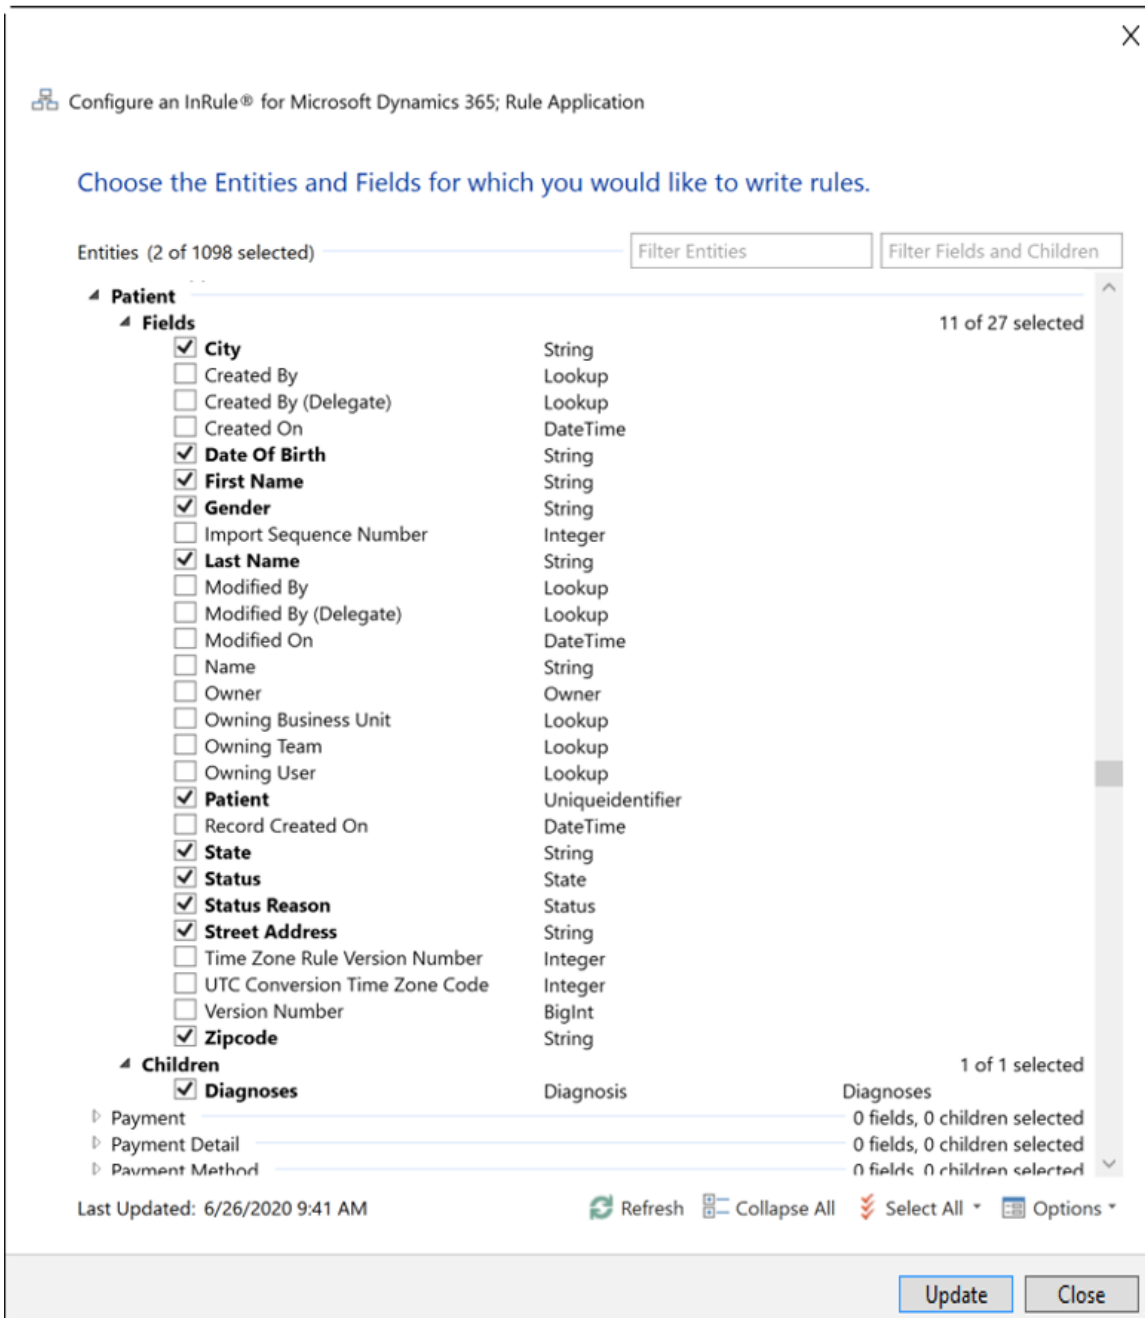 Configure an InRule® for Microsoft Dynamics 365; Rule Application
Choose the Entities and Fields for which you would like to write rules.
Entities (2 of 1098 selected) Filter Entities Filter Fields and Children
Patient
Fields 11 of 27 selected
City String
Created By Lookup
Created By (Delegate) Lookup
Created On DateTime
Date Of Birth String
First Name String
Gender String
Import Sequence Number Integer
Last Name String
Modified By Lookup
Modified By (Delegate) Lookup
Modified On DateTime
Name String
Owner Owner
Owning Business Unit Lookup
Owning Team Lookup
Owning User Lookup
Patient Uniqueidentifier
Record Created On DateTime
State String
Status State
Status Reason Status
Street Address String
Time Zone Rule Version Number Integer
UTC Conversion Time Zone Code Integer
Version Number BigInt
Zipcode String
Children 1 of 1 selected
Diagnoses Diagnosis Diagnoses
Payment 0 fields, 0 children selected
Payment Detail 0 fields, 0 children selected
Payment Method 0 fields, 0 children selected
Last Updated: 6/26/2020 9:41 AM Refresh Collapse All Select All Options
Update Close